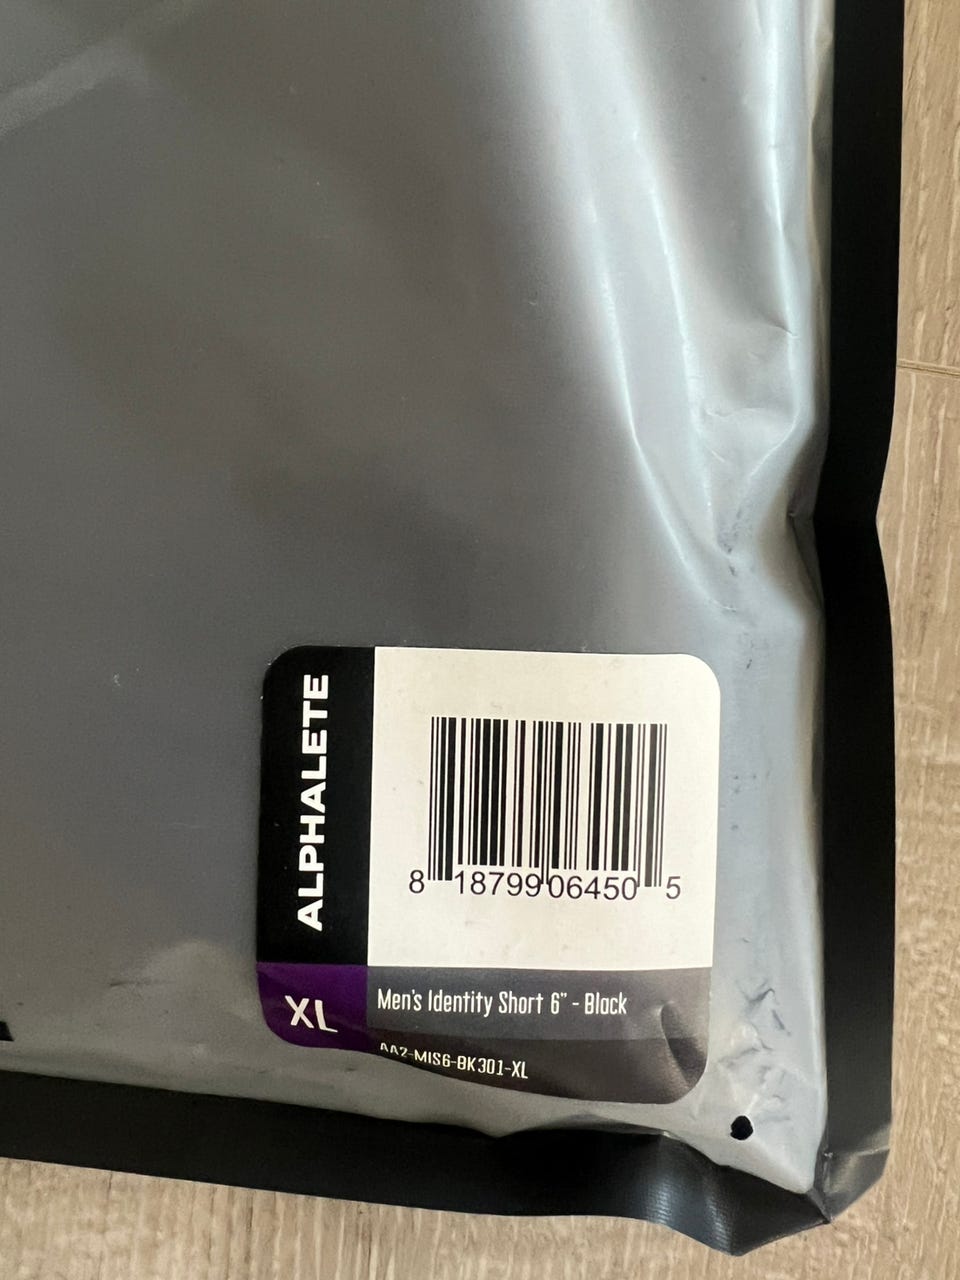 ALPHALETE
8 18799 06450 5
XL
Men's Identity Short 6" - Black
AA2-MIS6-BK301-XL